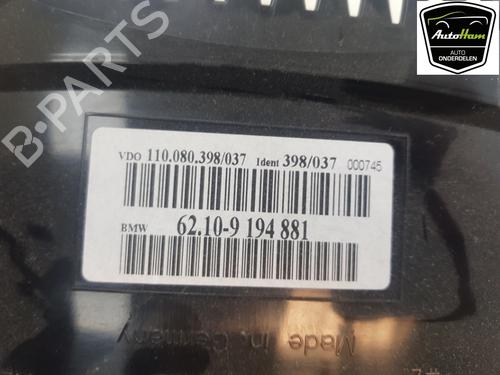 AutoHam
AUTO
ONDERDELEN
B-PARTS
VDO 110.080.398/037 Ident 398/037 000745
BMW 62.10-9 194 881
Made In Germany